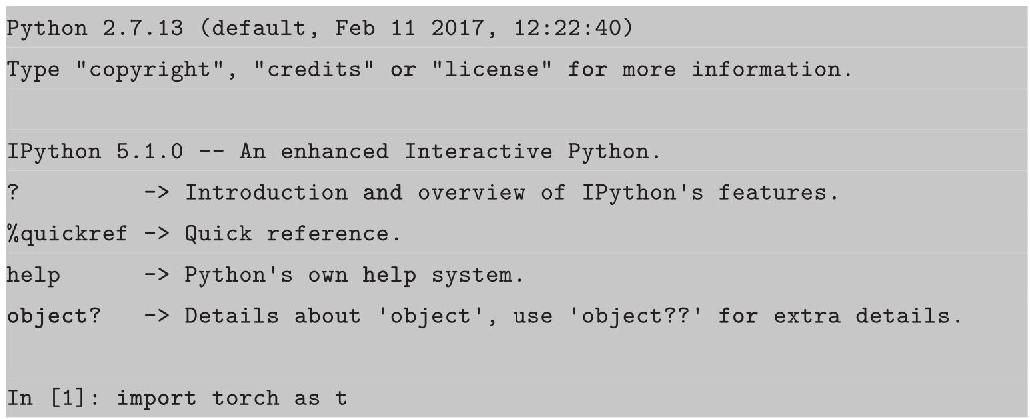 Python 2.7.13 (default, Feb 11 2017, 12:22:40)
Type "copyright", "credits" or "license" for more information.

IPython 5.1.0 -- An enhanced Interactive Python.
?         -> Introduction and overview of IPython's features.
%quickref -> Quick reference.
help      -> Python's own help system.
object?   -> Details about 'object', use 'object??' for extra details.

In [1]: import torch as t